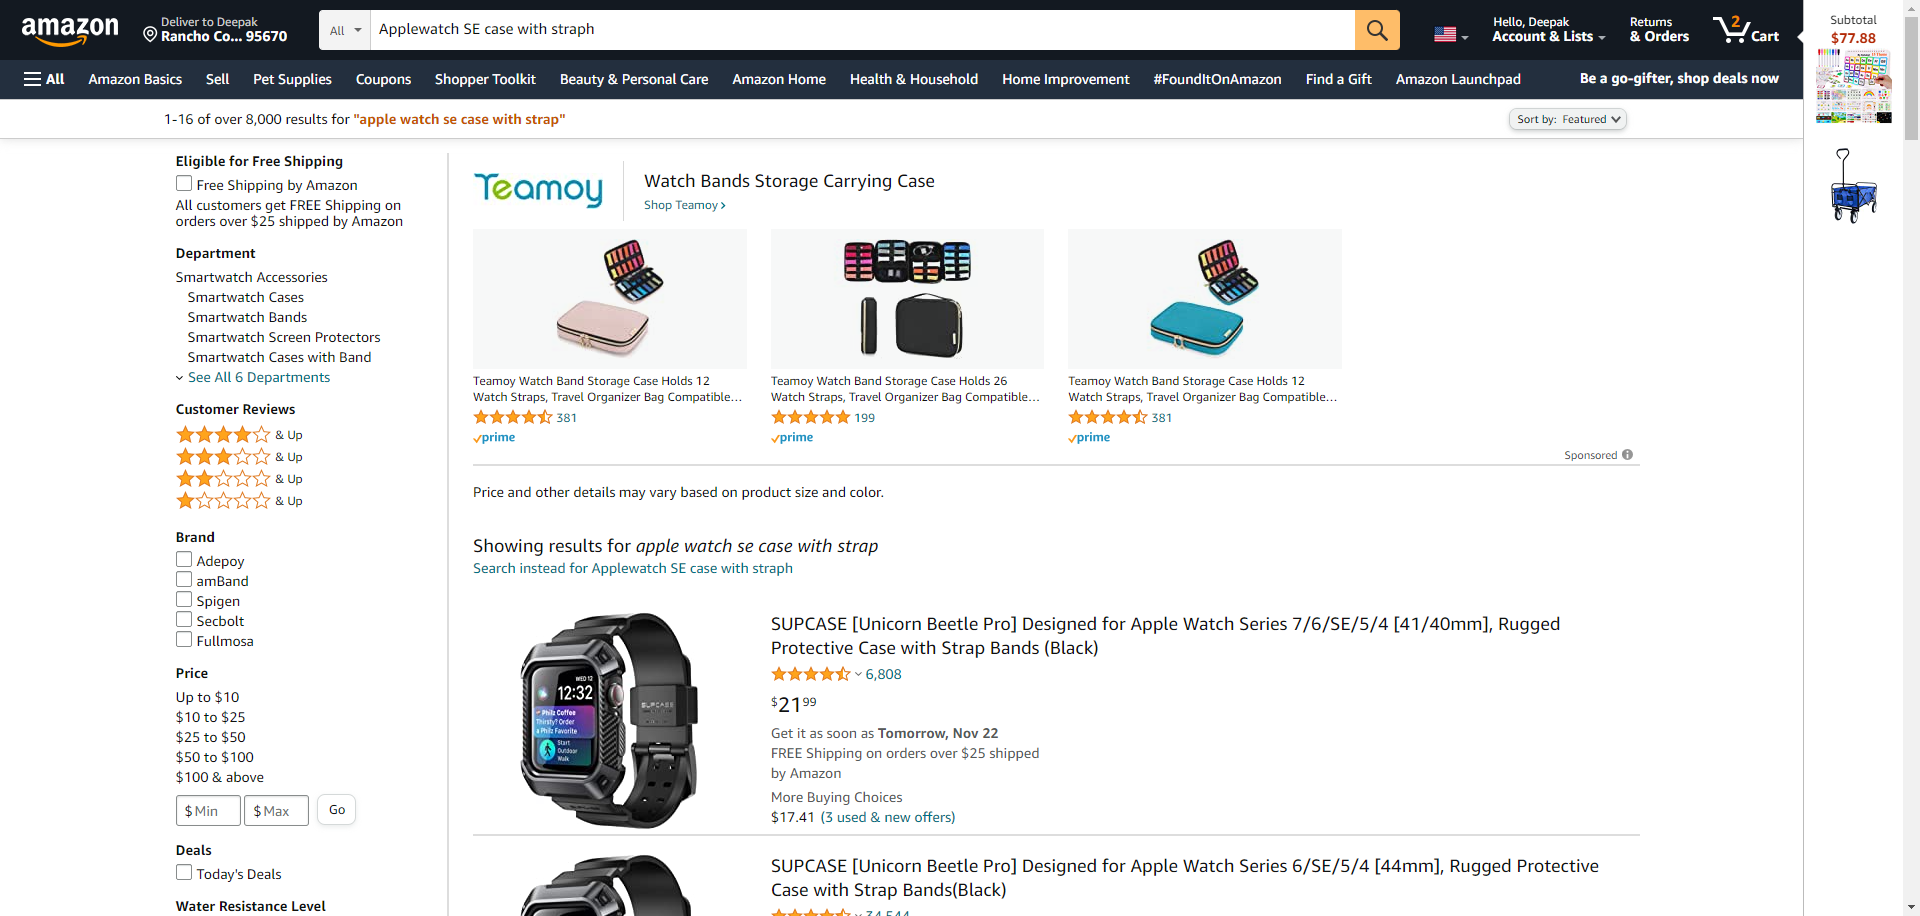 amazon
Deliver to Deepak
Rancho Co... 95670
All
Applewatch SE case with straph
Hello, Deepak
Account & Lists
Returns
& Orders
2
Cart
Subtotal
$77.88
All
Amazon Basics
Sell
Pet Supplies
Coupons
Shopper Toolkit
Beauty & Personal Care
Amazon Home
Health & Household
Home Improvement
#FoundItOnAmazon
Find a Gift
Amazon Launchpad
Be a go-gifter, shop deals now
1-16 of over 8,000 results for "apple watch se case with strap"
Sort by: Featured
Eligible for Free Shipping
Free Shipping by Amazon
All customers get FREE Shipping on
orders over $25 shipped by Amazon
Department
Smartwatch Accessories
Smartwatch Cases
Smartwatch Bands
Smartwatch Screen Protectors
Smartwatch Cases with Band
See All 6 Departments
Customer Reviews
& Up
& Up
& Up
& Up
Brand
Adepoy
amBand
Spigen
Secbolt
Fullmosa
Price
Up to $10
$10 to $25
$25 to $50
$50 to $100
$100 & above
$ Min
$ Max
Go
Deals
Today's Deals
Water Resistance Level
Teamoy
Watch Bands Storage Carrying Case
Shop Teamoy ›
Teamoy Watch Band Storage Case Holds 12
Watch Straps, Travel Organizer Bag Compatible...
381
prime
Teamoy Watch Band Storage Case Holds 26
Watch Straps, Travel Organizer Bag Compatible...
199
prime
Teamoy Watch Band Storage Case Holds 12
Watch Straps, Travel Organizer Bag Compatible...
381
prime
Sponsored
Price and other details may vary based on product size and color.
Showing results for apple watch se case with strap
Search instead for Applewatch SE case with straph
WED 12
12:32
Philz Coffee
Thirsty? Order
a Philz Favorite
Start
Outdoor
Walk
SUPCASE
SUPCASE [Unicorn Beetle Pro] Designed for Apple Watch Series 7/6/SE/5/4 [41/40mm], Rugged
Protective Case with Strap Bands (Black)
6,808
$21 99
Get it as soon as Tomorrow, Nov 22
FREE Shipping on orders over $25 shipped
by Amazon
More Buying Choices
$17.41 (3 used & new offers)
SUPCASE [Unicorn Beetle Pro] Designed for Apple Watch Series 6/SE/5/4 [44mm], Rugged Protective
Case with Strap Bands(Black)
34,544